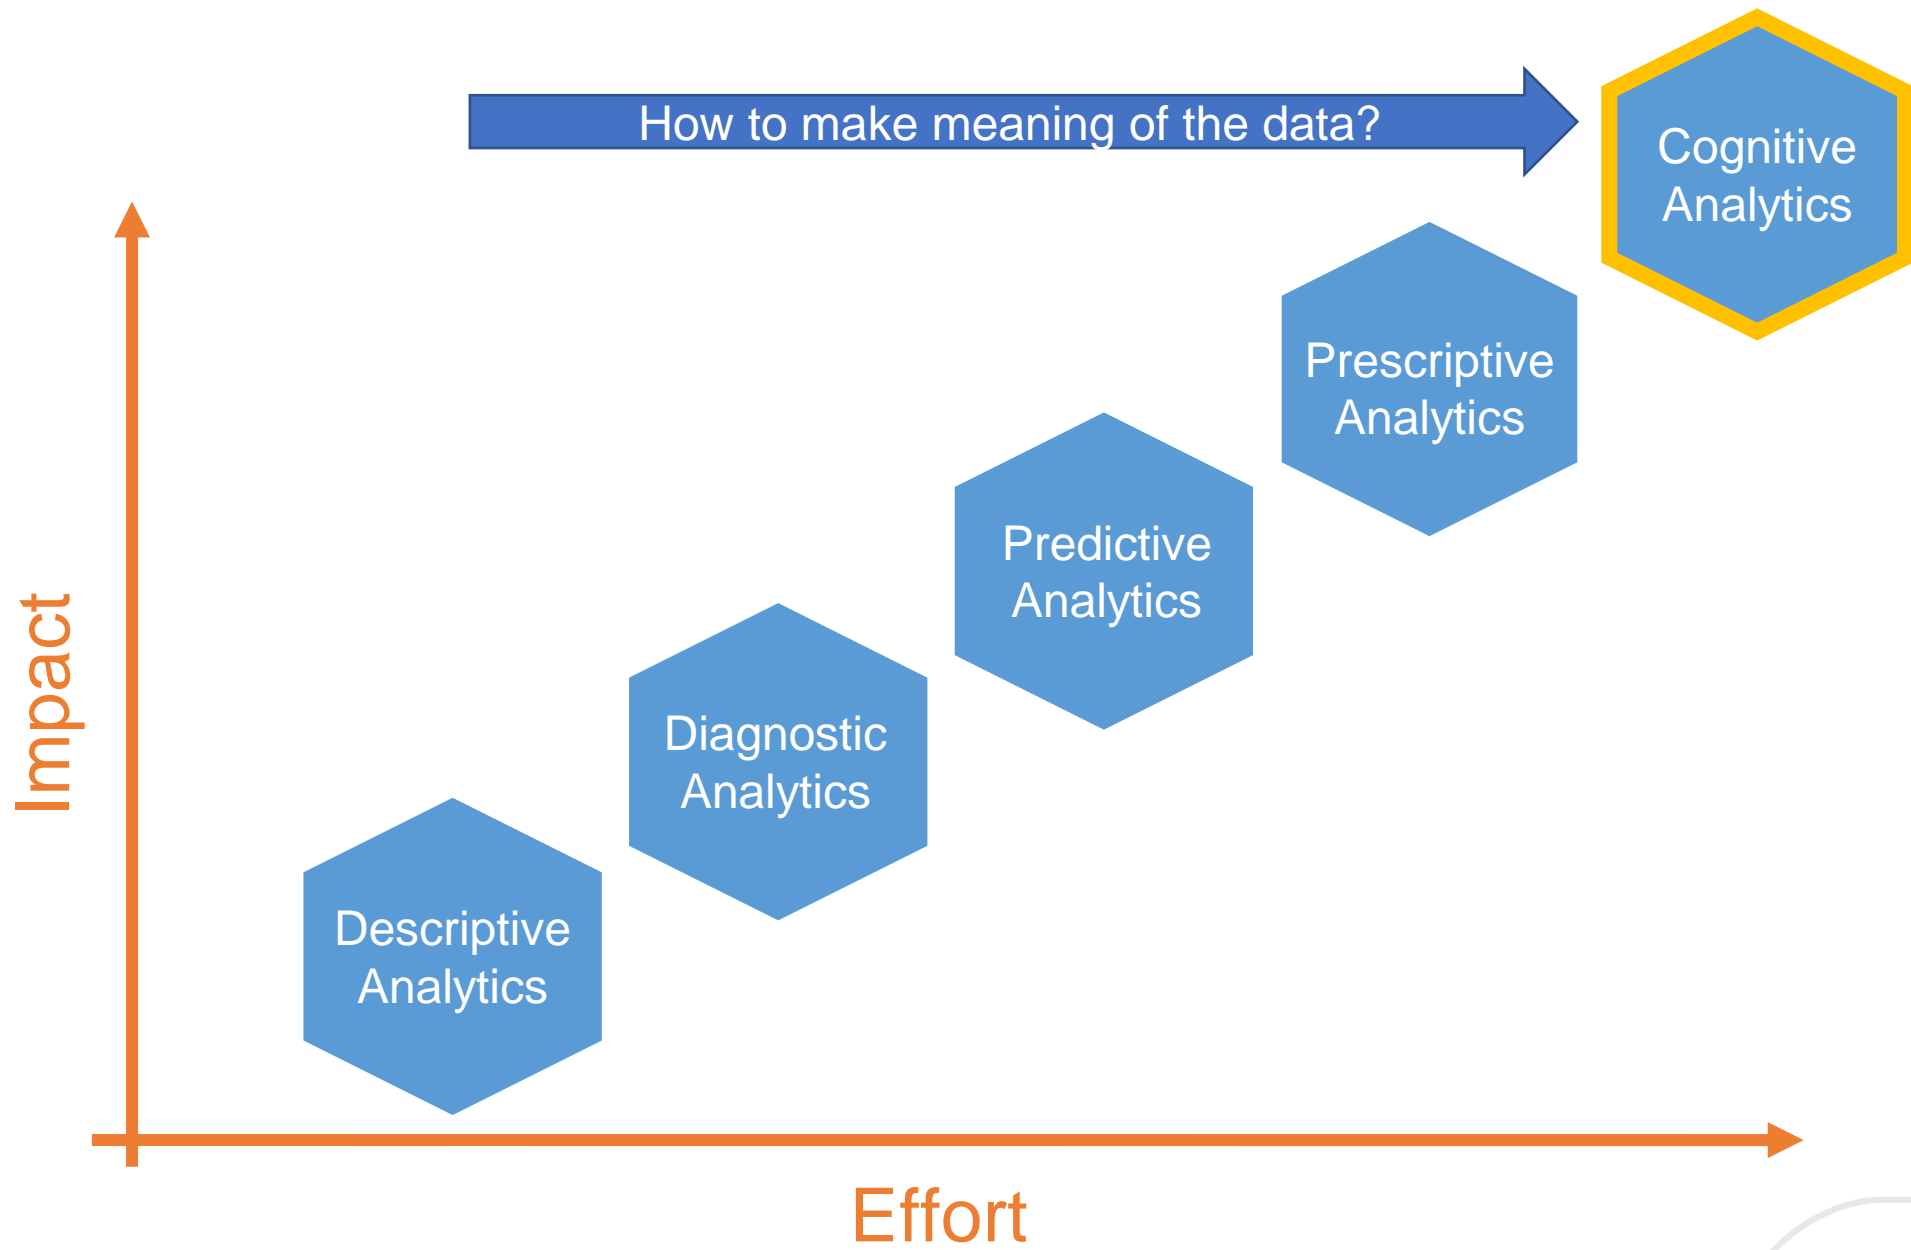 How to make meaning of the data?
Cognitive
Analytics
Prescriptive
Analytics
Predictive
Analytics
Diagnostic
Analytics
Descriptive
Analytics
Impact
Effort